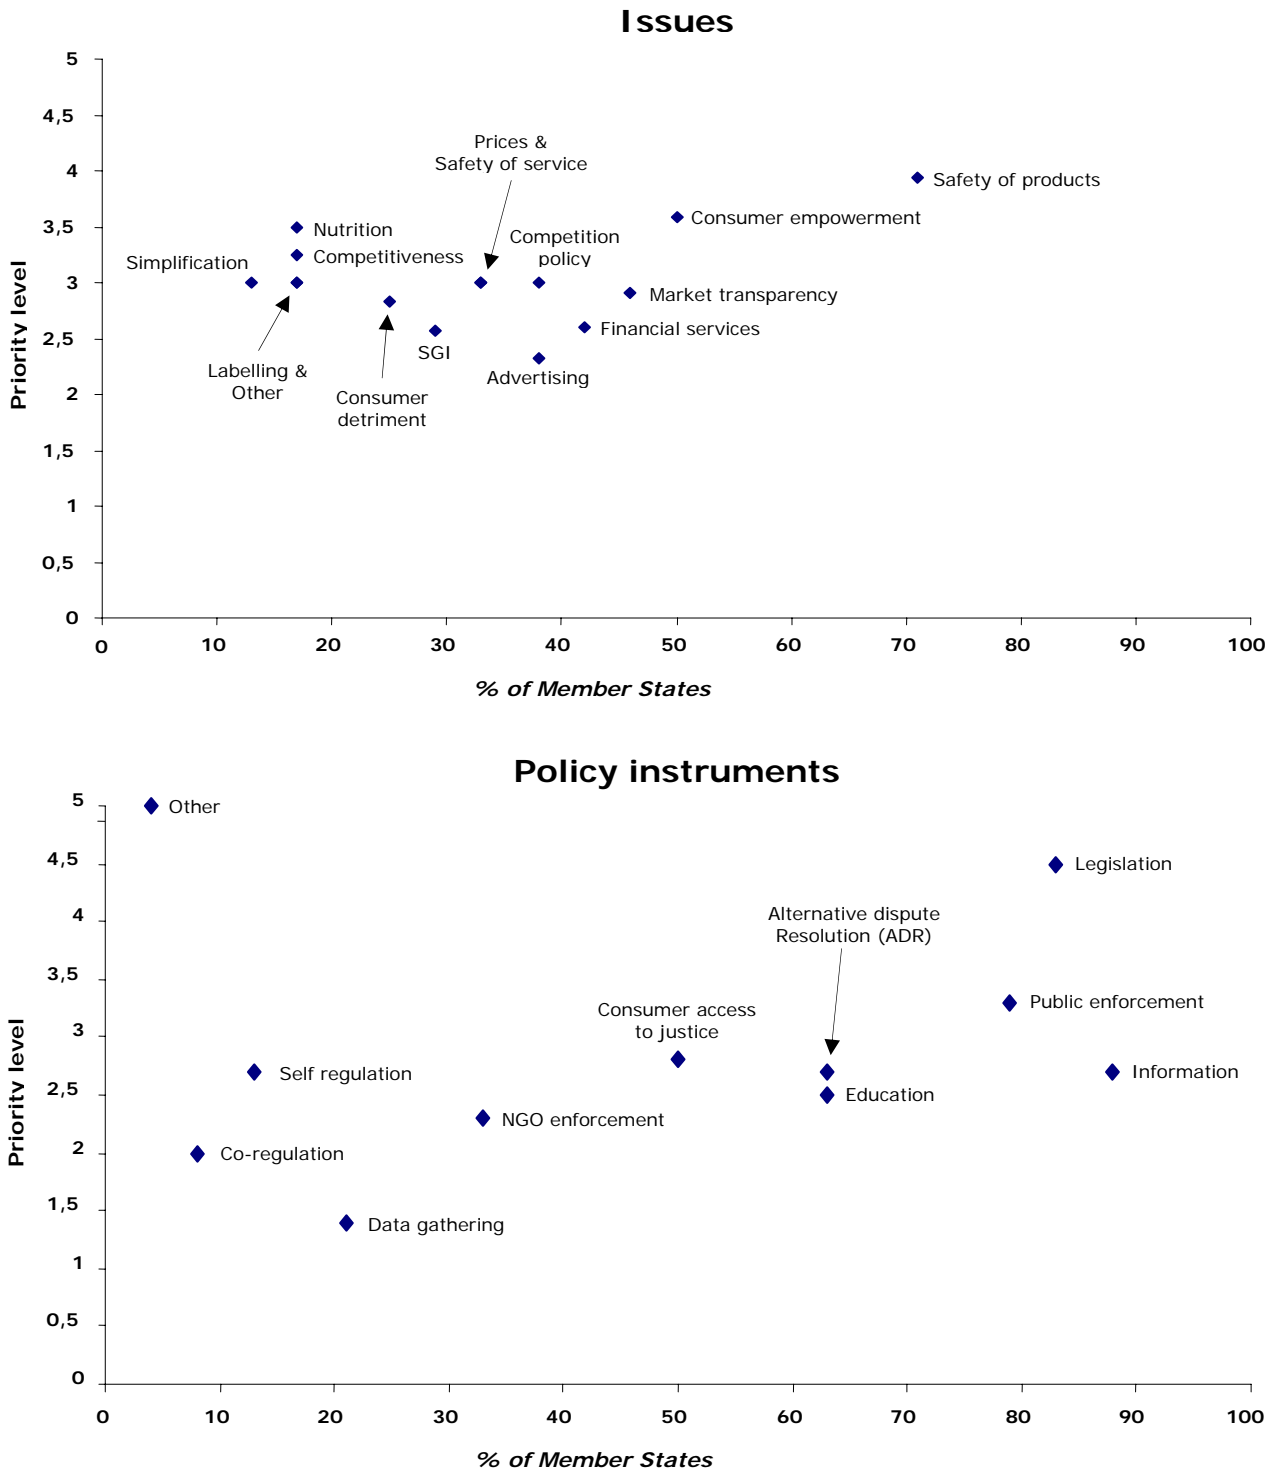 Issues
5
4,5
Prices &
Safety of service
4
Safety of products
Consumer empowerment
3,5
Nutrition
Competition
policy
Competitiveness
Simplification
3
Market transparency
Financial services
2,5
SGI
Labelling &
Other
Advertising
Consumer
detriment
2
1,5
1
0,5
0
Priority level
0 10 20 30 40 50 60 70 80 90 100
% of Member States
Policy instruments
5
Other
4,5
Legislation
4
Alternative dispute
Resolution (ADR)
3,5
Public enforcement
Consumer access
to justice
3
Self regulation
Information
2,5
Education
NGO enforcement
2
Co-regulation
1,5
Data gathering
1
0,5
0
Priority level
0 10 20 30 40 50 60 70 80 90 100
% of Member States